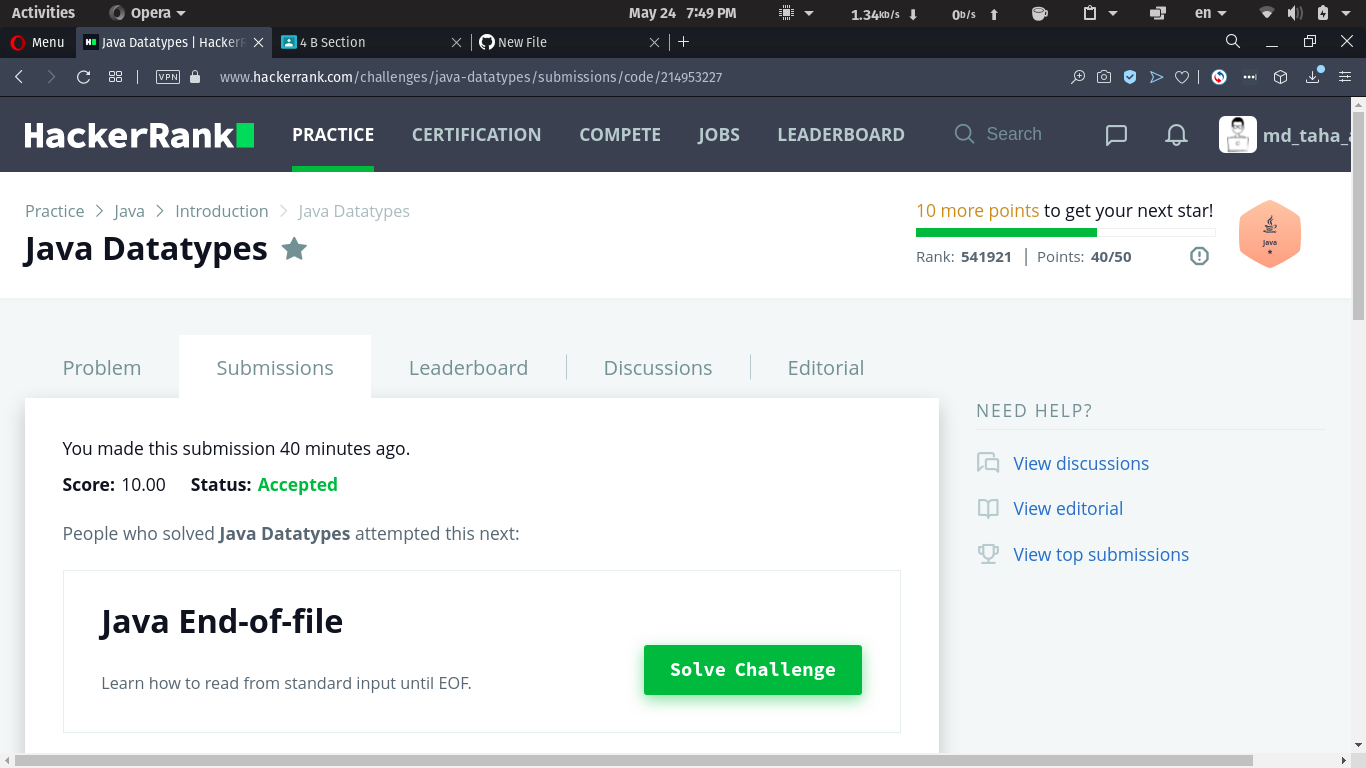 Activities Opera May 24 7:49 PM 1.34kb/s 0b/s en
Menu Java Datatypes | HackerR 4 B Section New File
VPN www.hackerrank.com/challenges/java-datatypes/submissions/code/214953227
HackerRank PRACTICE CERTIFICATION COMPETE JOBS LEADERBOARD Search md_taha_a
Practice Java Introduction Java Datatypes
10 more points to get your next star!
Java Datatypes
Rank: 541921 | Points: 40/50
Java
Problem Submissions Leaderboard Discussions Editorial
You made this submission 40 minutes ago.
Score: 10.00 Status: Accepted
People who solved Java Datatypes attempted this next:
Java End-of-file
Learn how to read from standard input until EOF.
Solve Challenge
NEED HELP?
View discussions
View editorial
View top submissions